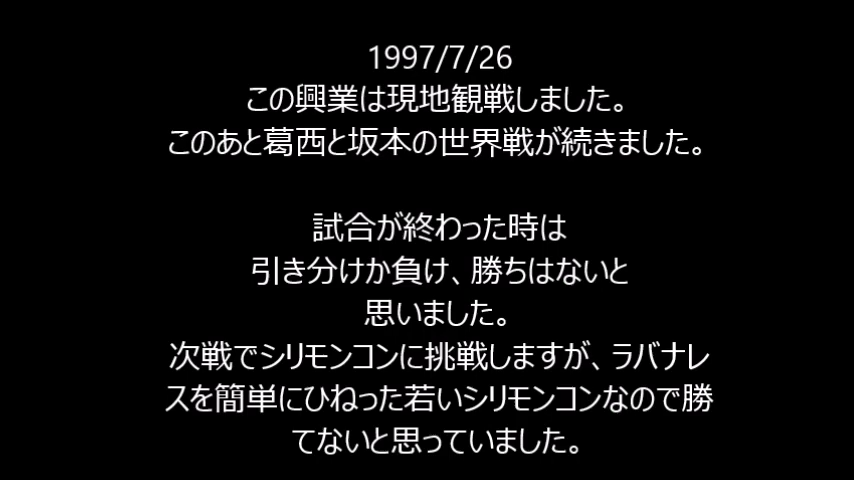 1997/7/26
この興業は現地観戦しました。
このあと葛西と坂本の世界戦が続きました。
試合が終わった時は
引き分けか負け、勝ちはないと
思いました。
次戦でシリモンコンに挑戦しますが、ラバナレ
スを簡単にひねった若いシリモンコンなので勝
てないと思っていました。